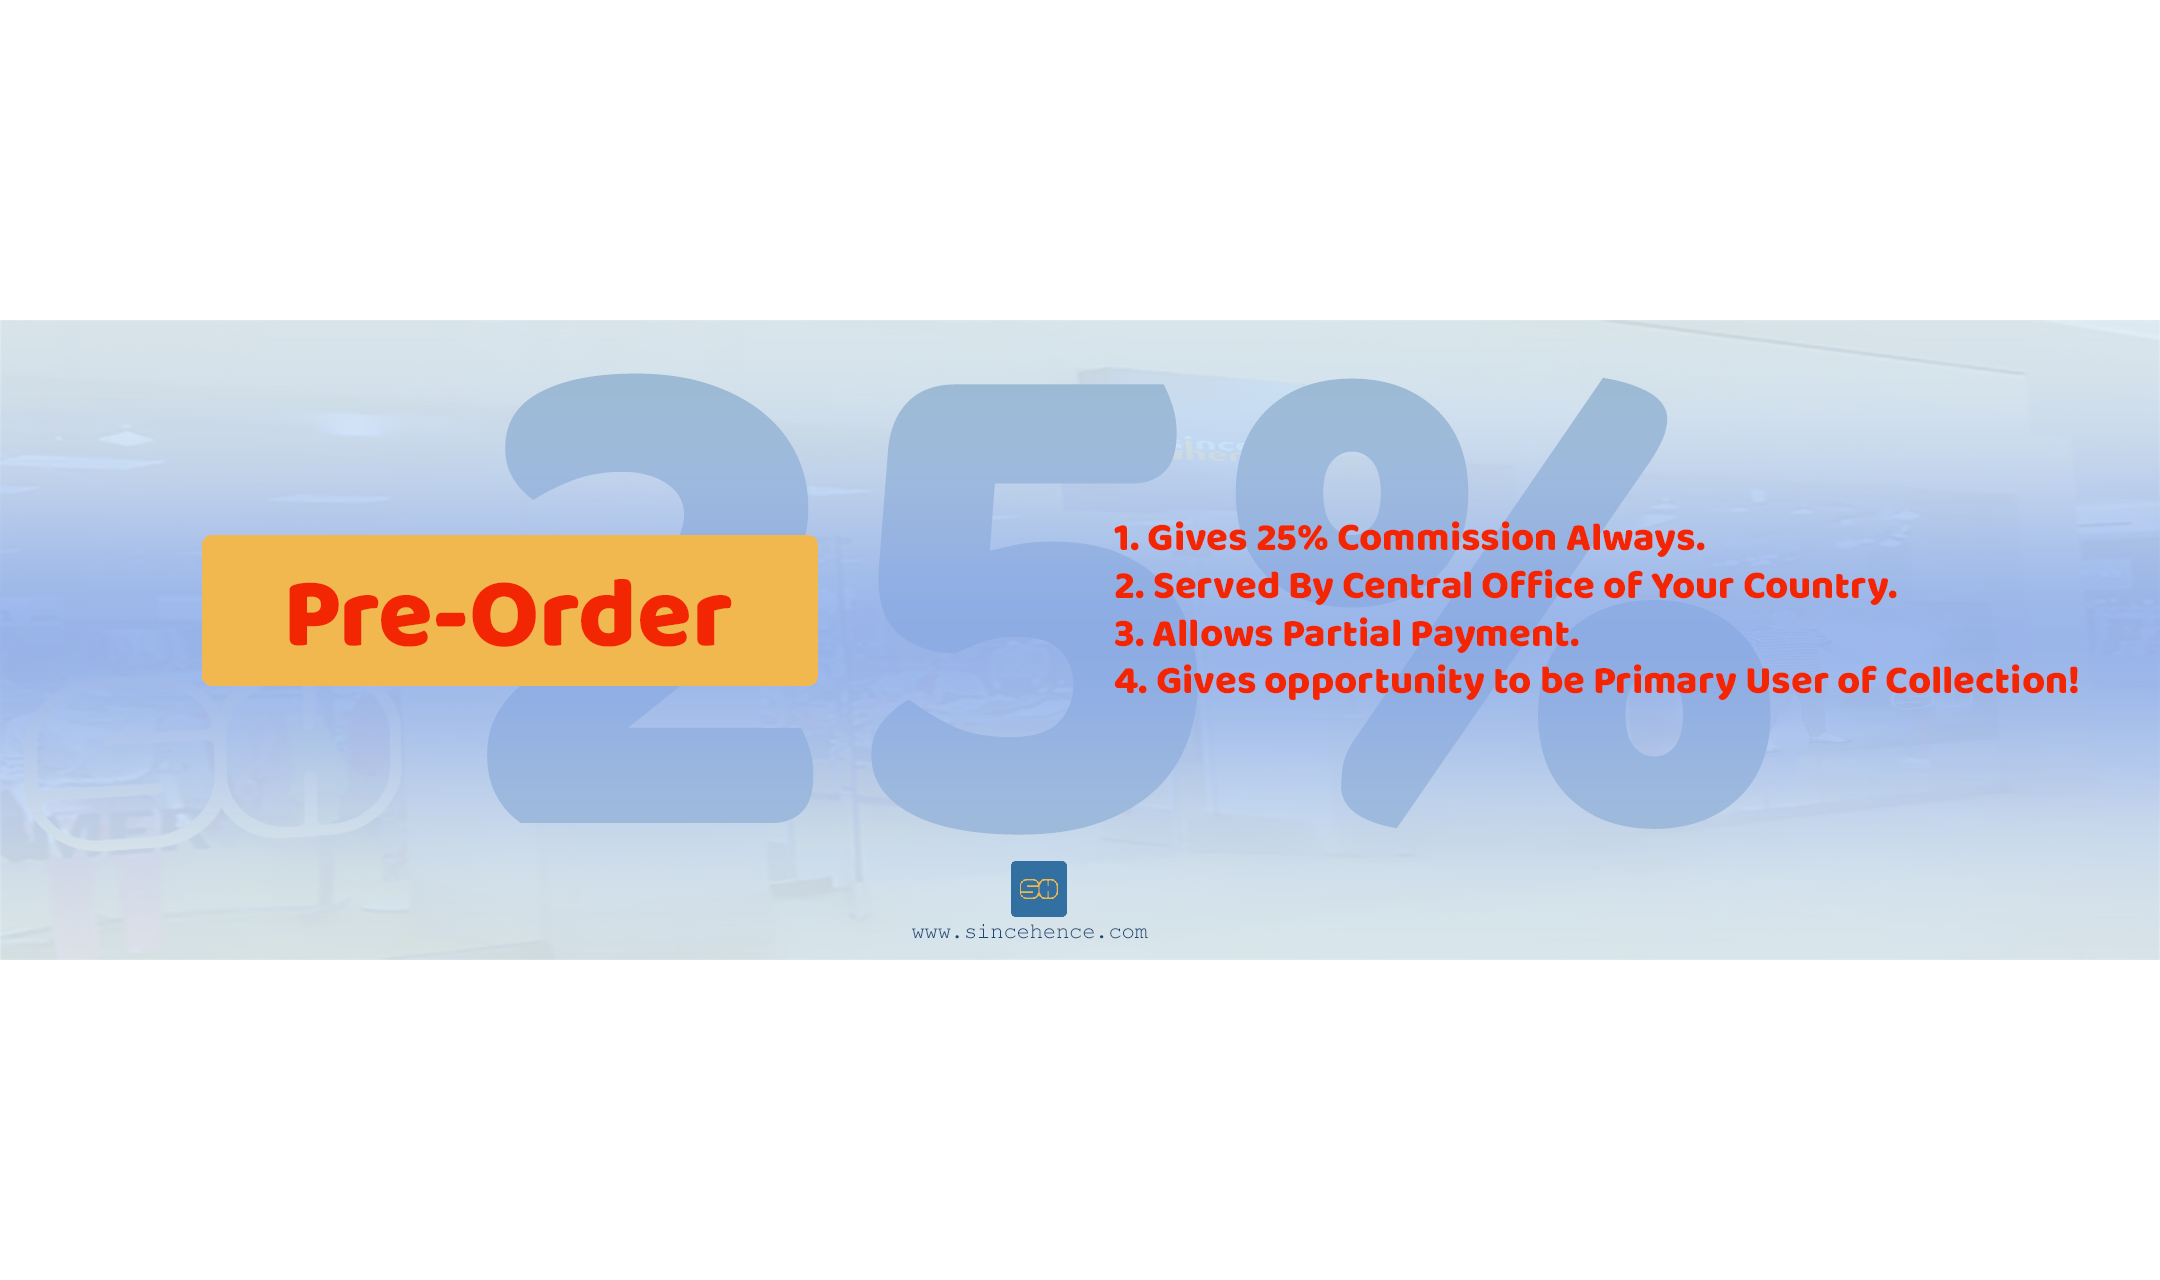 25%
Pre-Order
1. Gives 25% Commission Always.
2. Served By Central Office of Your Country.
3. Allows Partial Payment.
4. Gives opportunity to be Primary User of Collection!
SH
www.sincehence.com